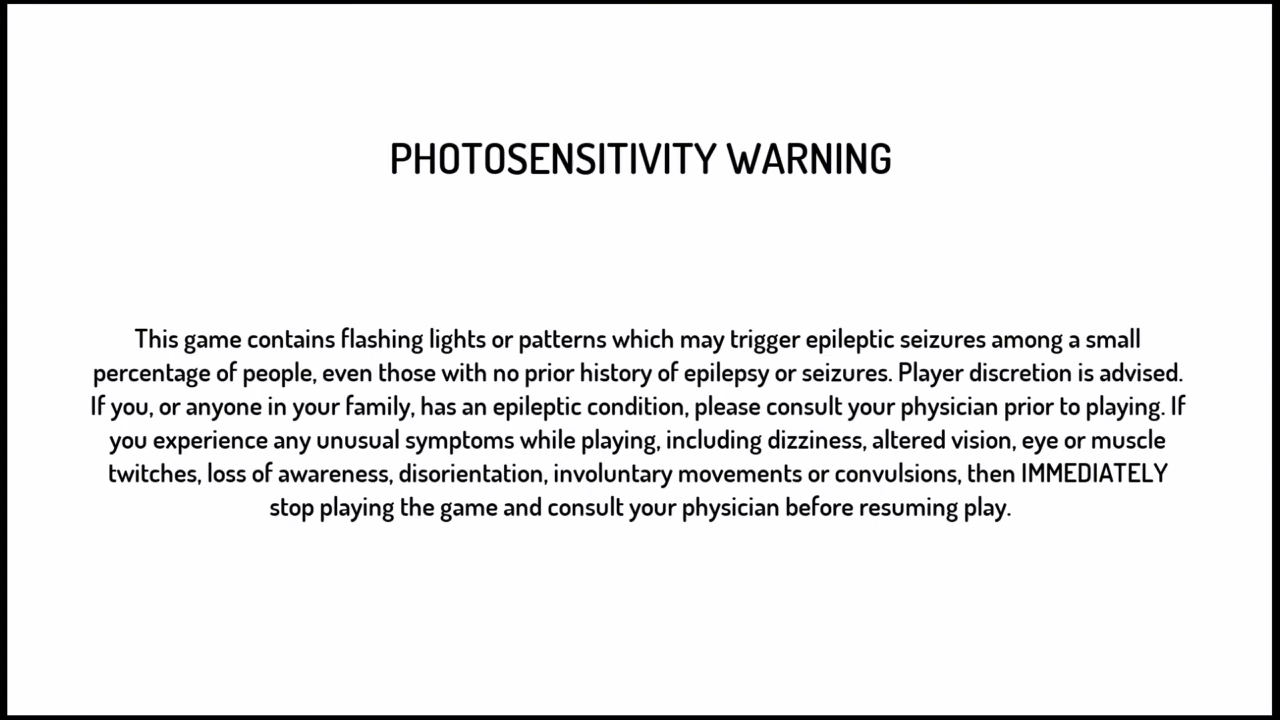 PHOTOSENSITIVITY WARNING
This game contains flashing lights or patterns which may trigger epileptic seizures among a small
percentage of people, even those with no prior history of epilepsy or seizures. Player discretion is advised.
If you, or anyone in your family, has an epileptic condition, please consult your physician prior to playing. If
you experience any unusual symptoms while playing, including dizziness, altered vision, eye or muscle
twitches, loss of awareness, disorientation, involuntary movements or convulsions, then IMMEDIATELY
stop playing the game and consult your physician before resuming play.